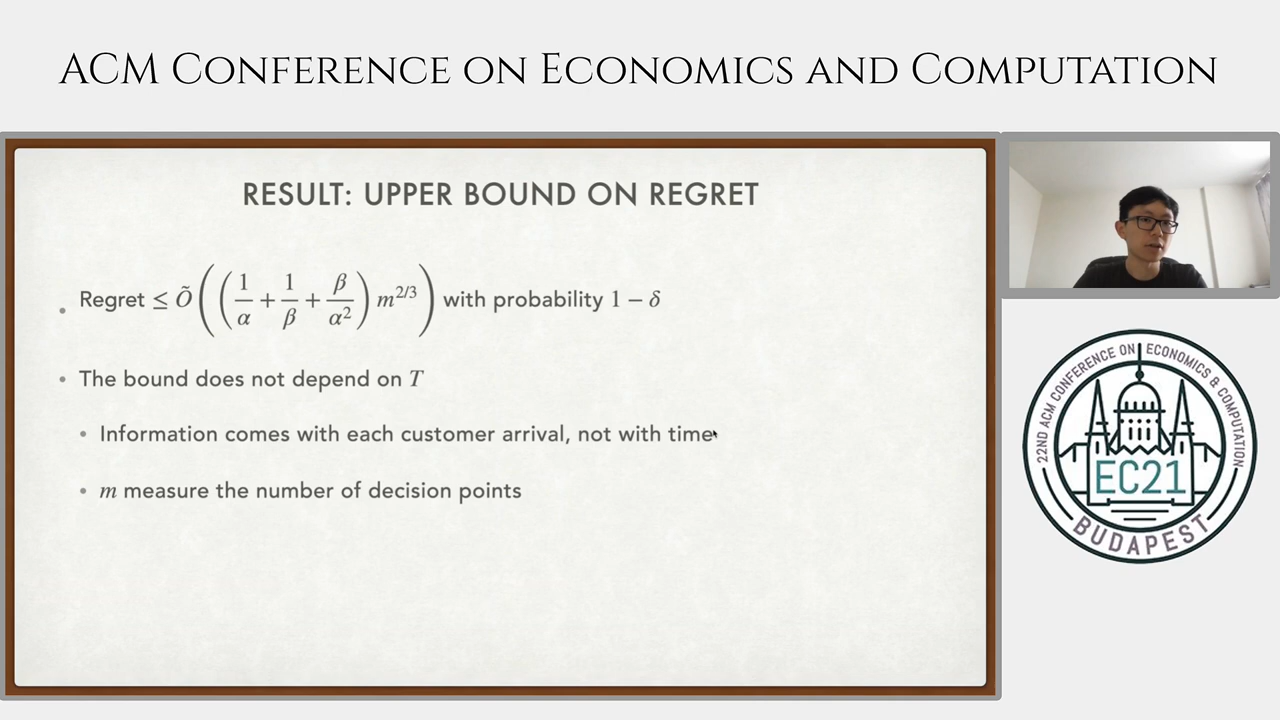 ACM Conference on Economics and Computation
RESULT: UPPER BOUND ON REGRET
• Regret ≤ Õ((1/α + 1/β + β/α²) m^{2/3}) with probability 1 − δ
• The bound does not depend on T
• Information comes with each customer arrival, not with time
• m measure the number of decision points
22ND ACM CONFERENCE ON ECONOMICS & COMPUTATION
EC21
BUDAPEST